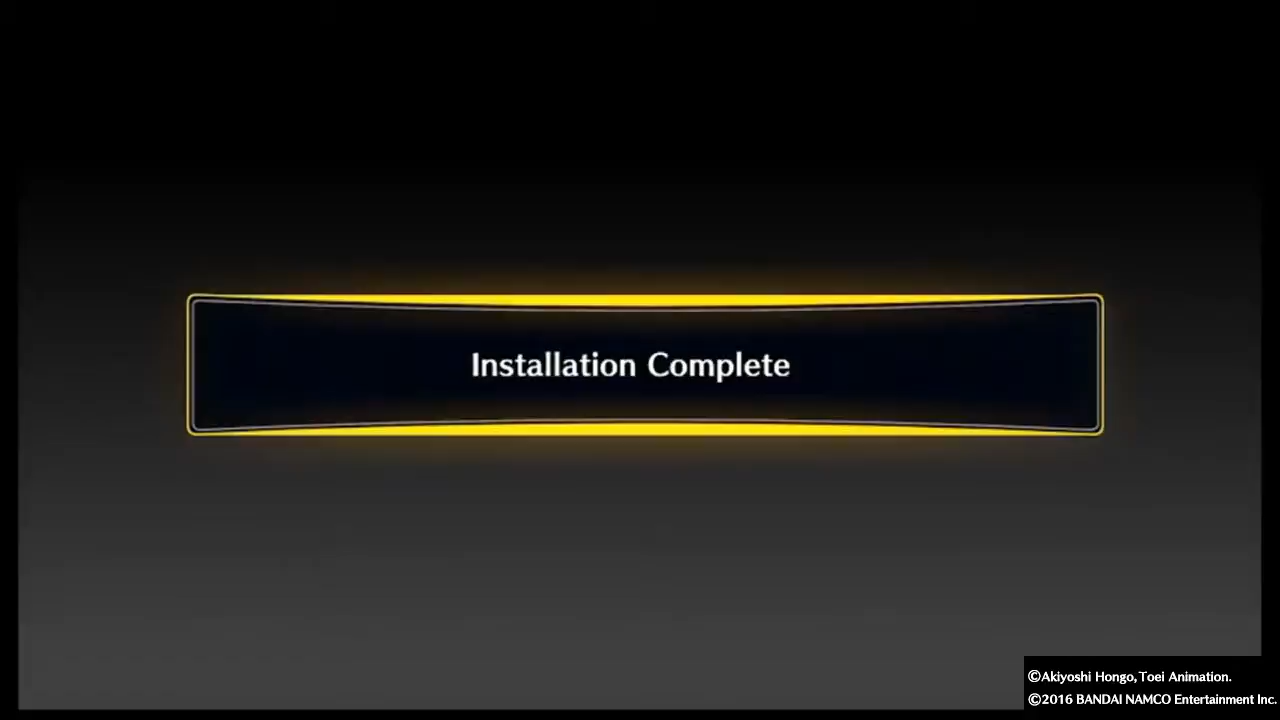 Installation Complete
©Akiyoshi Hongo, Toei Animation.
©2016 BANDAI NAMCO Entertainment Inc.